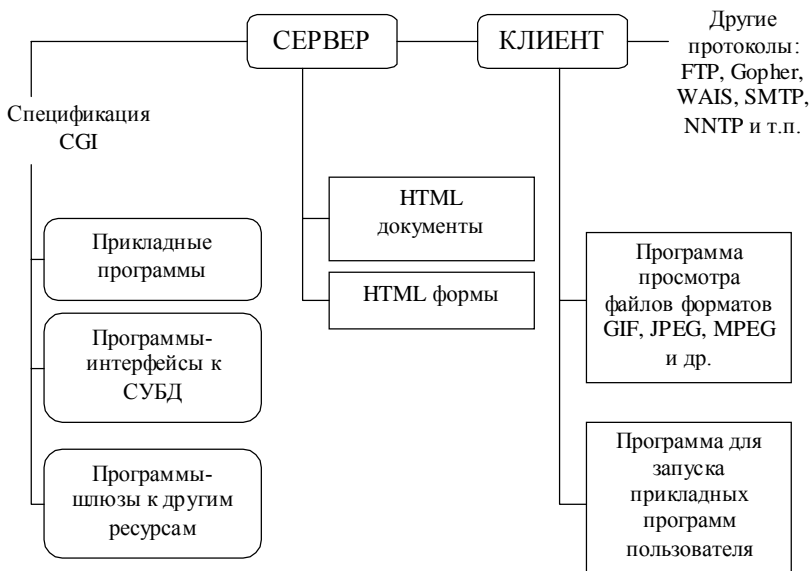 СЕРВЕР
КЛИЕНТ
Другие
протоколы:
FTP, Gopher,
WAIS, SMTP,
NNTP и т.п.
Спецификация
CGI
Прикладные
программы
Программы-
интерфейсы к
СУБД
Программы-
шлюзы к другим
ресурсам
HTML
документы
HTML формы
Программа
просмотра
файлов форматов
GIF, JPEG, MPEG
и др.
Программа для
запуска
прикладных
программ
пользователя